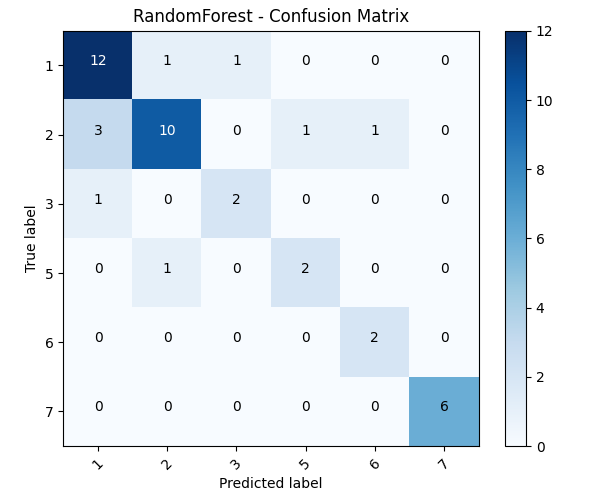 RandomForest - Confusion Matrix
True label
1 12 1 1 0 0 0
2 3 10 0 1 1 0
3 1 0 2 0 0 0
5 0 1 0 2 0 0
6 0 0 0 0 2 0
7 0 0 0 0 0 6
1 2 3 5 6 7
Predicted label
12
10
8
6
4
2
0